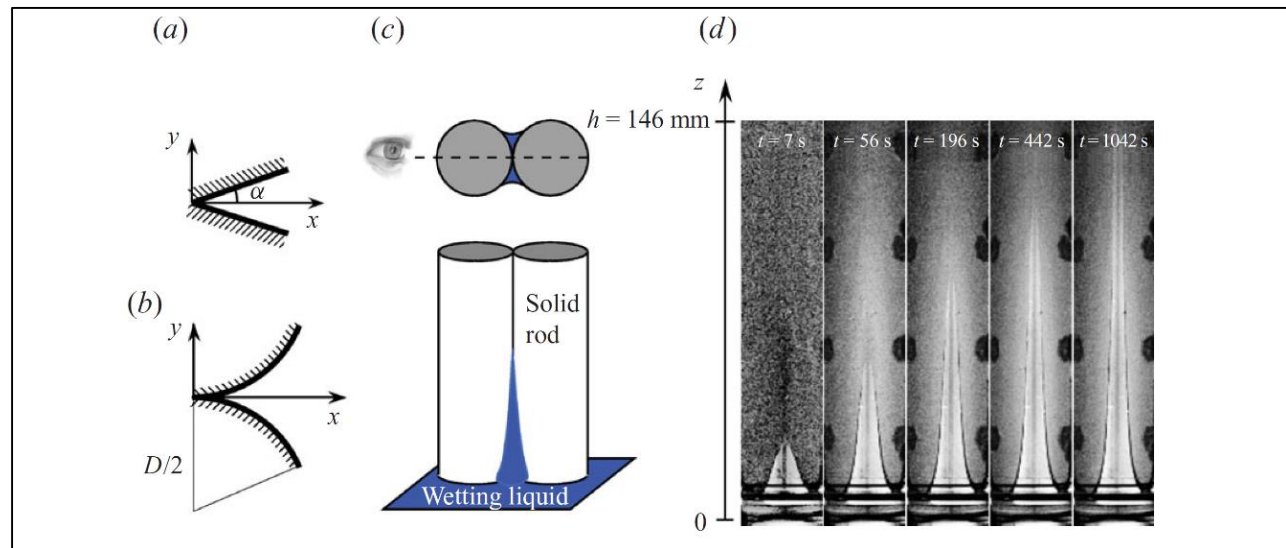 (a)
(c)
(d)
y
α
x
(b)
y
x
D/2
Solid
rod
Wetting liquid
z
h = 146 mm
t = 7 s
t = 56 s
t = 196 s
t = 442 s
t = 1042 s
0